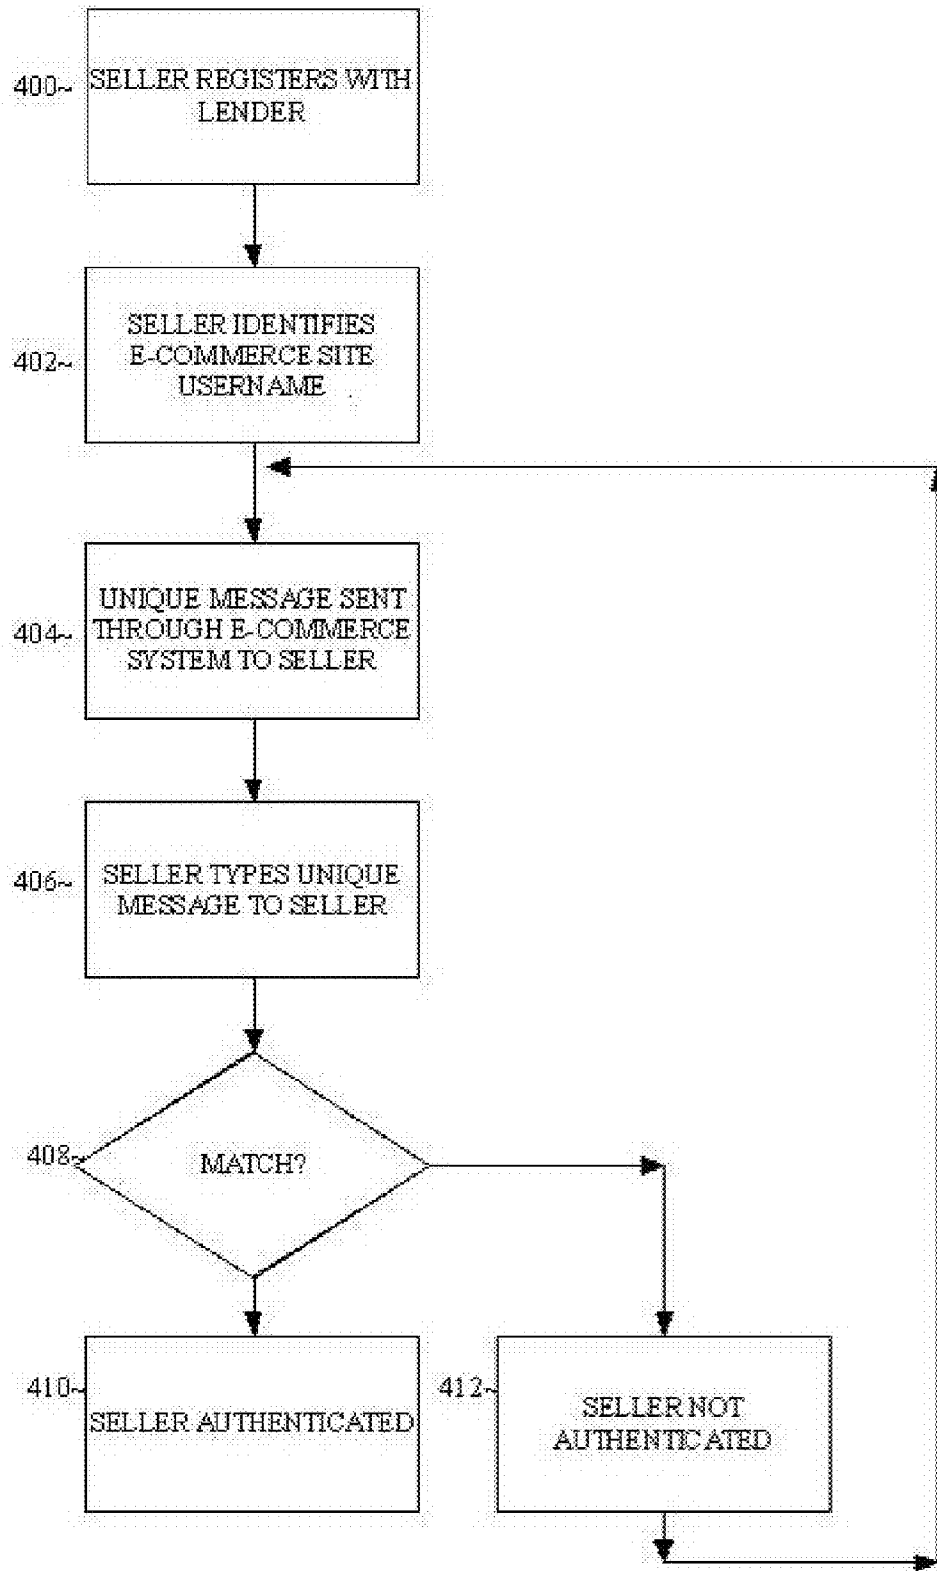 400~
SELLER REGISTERS WITH
LENDER
402~
SELLER IDENTIFIES
E-COMMERCE SITE
USERNAME
404~
UNIQUE MESSAGE SENT
THROUGH E-COMMERCE
SYSTEM TO SELLER
406~
SELLER TYPES UNIQUE
MESSAGE TO SELLER
408~
MATCH?
410~
SELLER AUTHENTICATED
412~
SELLER NOT
AUTHENTICATED